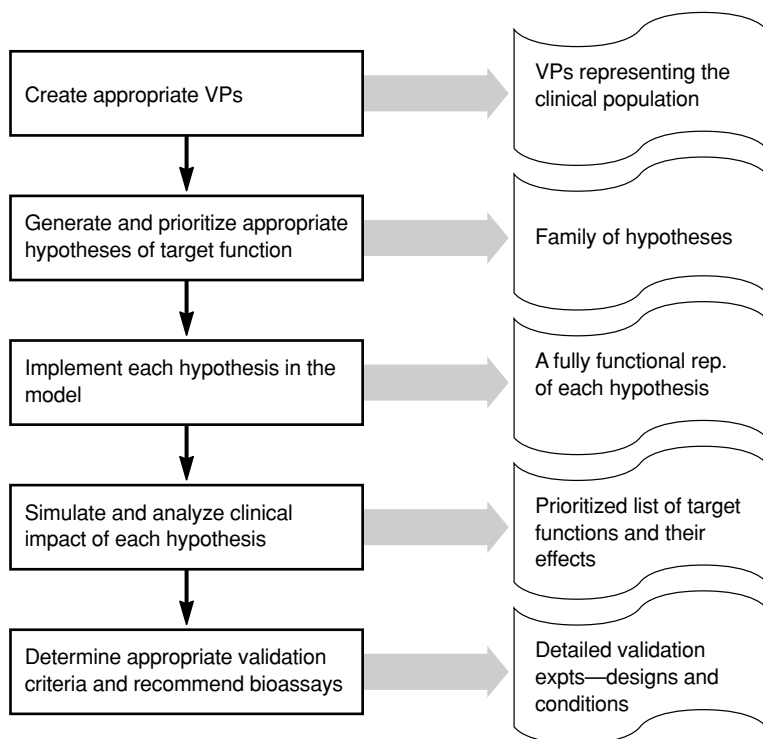 Create appropriate VPs
VPs representing the
clinical population
Generate and prioritize appropriate
hypotheses of target function
Family of hypotheses
Implement each hypothesis in the
model
A fully functional rep.
of each hypothesis
Simulate and analyze clinical
impact of each hypothesis
Prioritized list of target
functions and their
effects
Determine appropriate validation
criteria and recommend bioassays
Detailed validation
expts—designs and
conditions